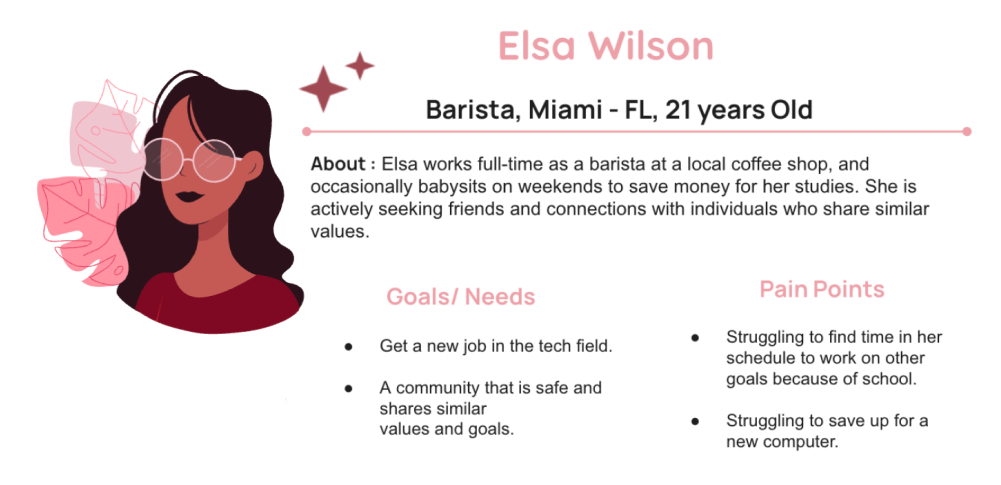 Elsa Wilson
Barista, Miami - FL, 21 years Old
About : Elsa works full-time as a barista at a local coffee shop, and
occasionally babysits on weekends to save money for her studies. She is
actively seeking friends and connections with individuals who share similar
values.
Goals/ Needs
● Get a new job in the tech field.
● A community that is safe and
shares similar
values and goals.
Pain Points
● Struggling to find time in her
schedule to work on other
goals because of school.
● Struggling to save up for a
new computer.